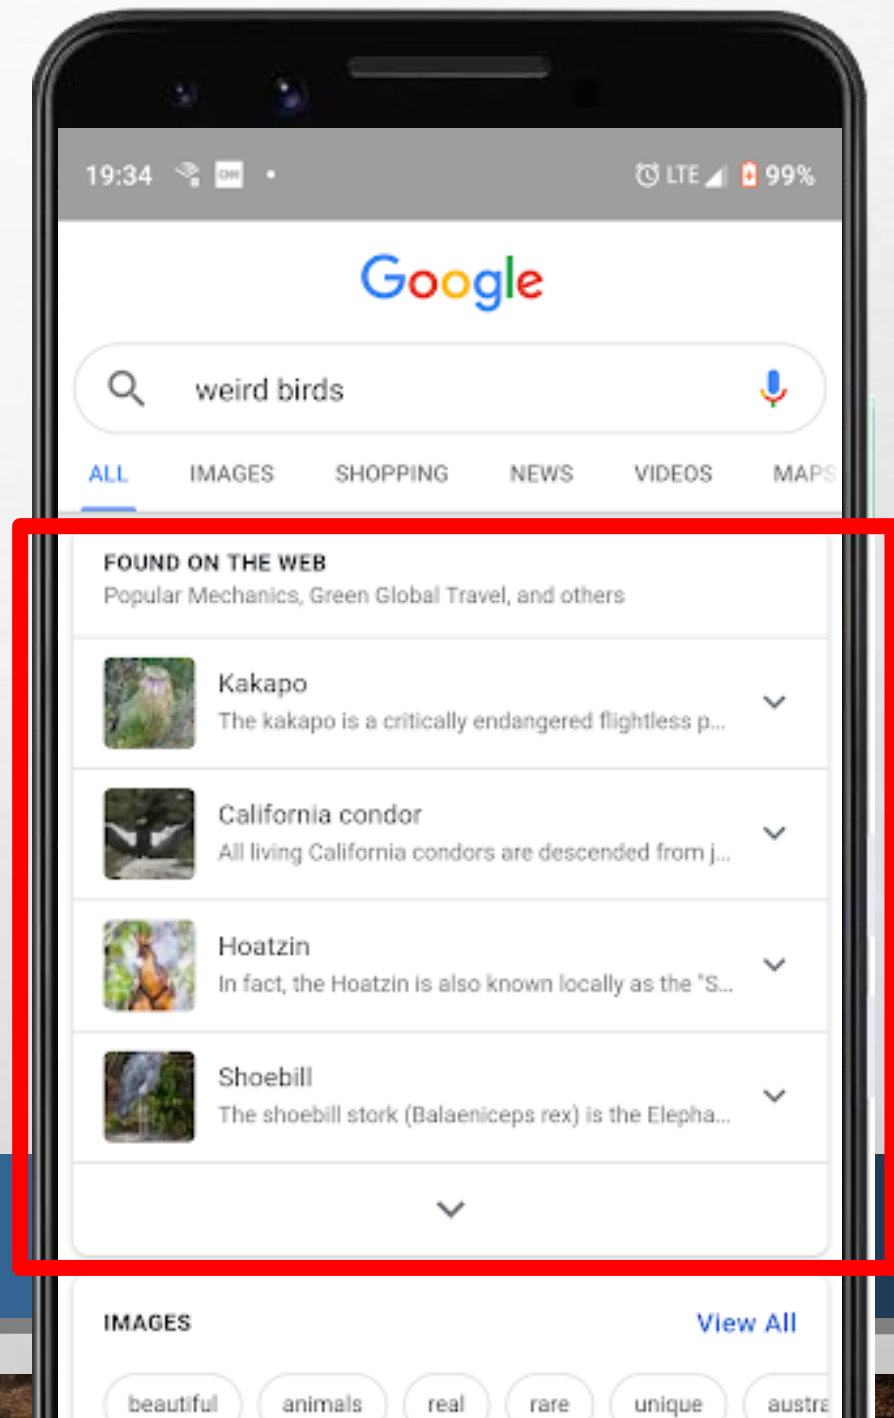 19:34 LTE 99%
Google
weird birds
ALL IMAGES SHOPPING NEWS VIDEOS MAPS
FOUND ON THE WEB
Popular Mechanics, Green Global Travel, and others
Kakapo
The kakapo is a critically endangered flightless p...
California condor
All living California condors are descended from j...
Hoatzin
In fact, the Hoatzin is also known locally as the "S...
Shoebill
The shoebill stork (Balaeniceps rex) is the Elepha...
IMAGES View All
beautiful animals real rare unique austra